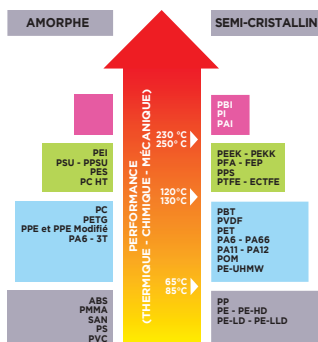 AMORPHE
SEMI-CRISTALLIN
PERFORMANCE
(THERMIQUE - CHIMIQUE - MÉCANIQUE)
PBI
PI
PAI
230 °C
250° C
PEI
PSU - PPSU
PES
PC HT
PEEK - PEKK
PFA - FEP
PPS
PTFE - ECTFE
120°C
130°C
PC
PETG
PPE et PPE Modifié
PA6 - 3T
PBT
PVDF
PET
PA6 - PA66
PA11 - PA12
POM
PE-UHMW
65°C
85°C
ABS
PMMA
SAN
PS
PVC
PP
PE - PE-HD
PE-LD - PE-LLD